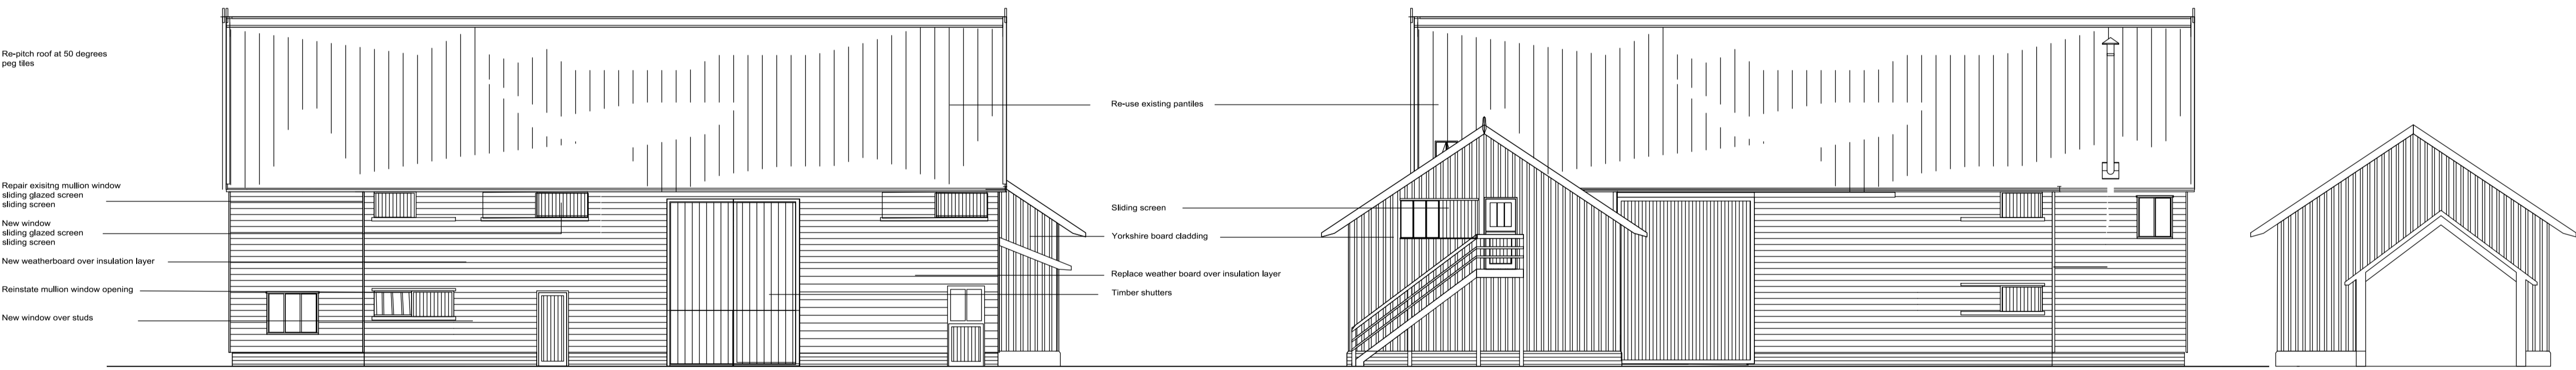 Re-pitch roof at 50 degrees
peg tiles
Repair exisitng mullion window
sliding glazed screen
sliding screen
New window
sliding glazed screen
sliding screen
New weatherboard over insulation layer
Reinstate mullion window opening
New window over studs
Re-use existing pantiles
Sliding screen
Yorkshire board cladding
Replace weather board over insulation layer
Timber shutters